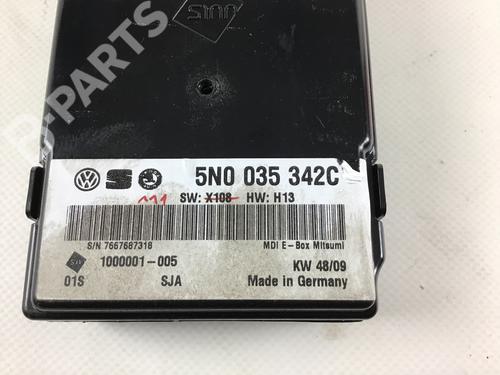 B-PARTS
5N0 035 342C
SW: X108 HW: H13
111
S/N 7667687318 MDI E-Box Mitsumi
1000001-005 KW 48/09
01S SJA Made in Germany